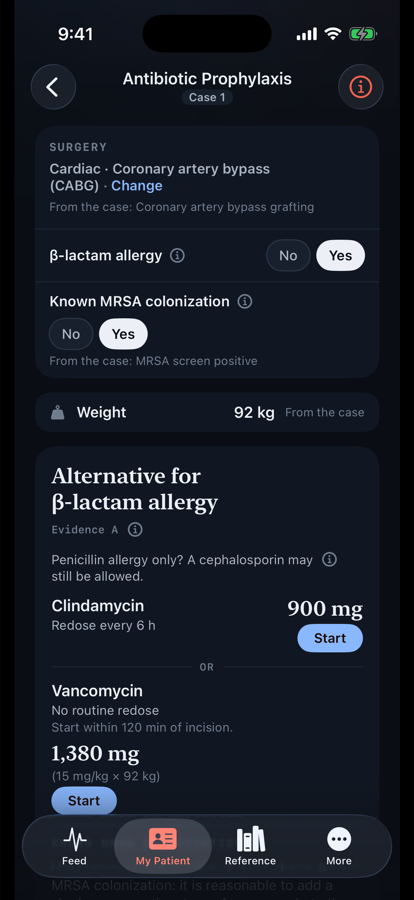 9:41
Antibiotic Prophylaxis
Case 1
SURGERY
Cardiac · Coronary artery bypass
(CABG) · Change
From the case: Coronary artery bypass grafting
β-lactam allergy
No
Yes
Known MRSA colonization
No
Yes
From the case: MRSA screen positive
Weight
92 kg
From the case
Alternative for
β-lactam allergy
Evidence A
Penicillin allergy only? A cephalosporin may
still be allowed.
Clindamycin
900 mg
Redose every 6 h
Start
OR
Vancomycin
No routine redose
Start within 120 min of incision.
1,380 mg
(15 mg/kg × 92 kg)
Start
Feed
My Patient
Reference
More
MRSA colonization: it is reasonable to add a